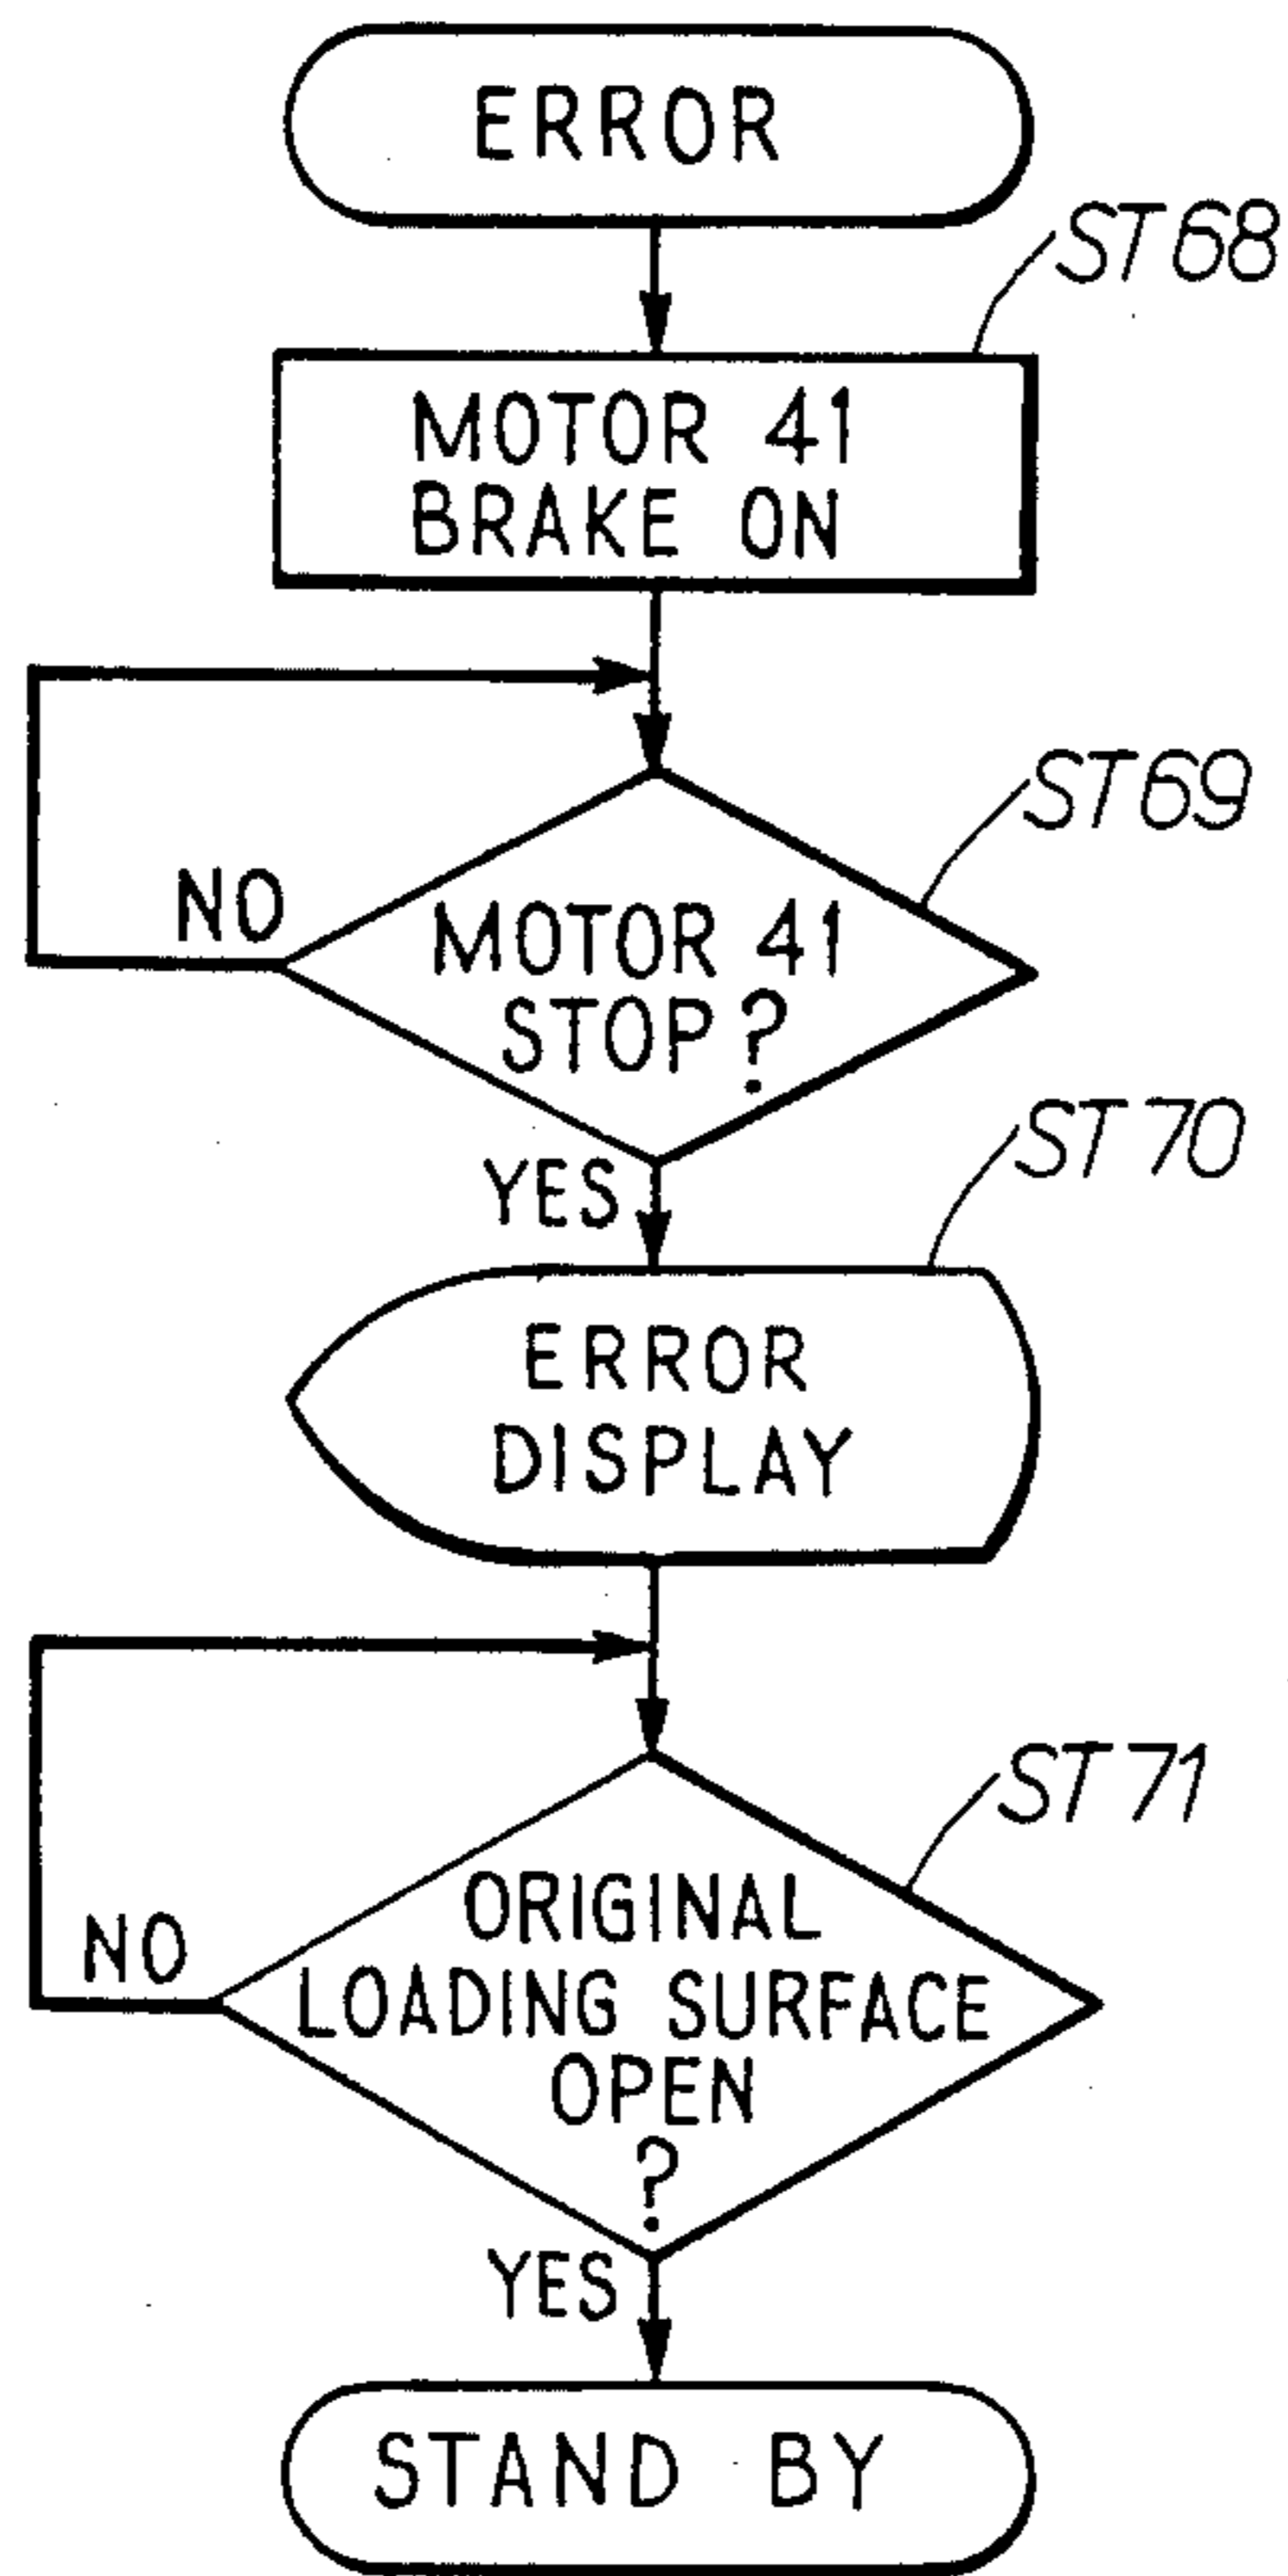 ERROR
ST68
MOTOR 41
BRAKE ON
ST69
NO
MOTOR 41
STOP?
YES
ST70
ERROR
DISPLAY
ST71
NO
ORIGINAL
LOADING SURFACE
OPEN
?
YES
STAND BY